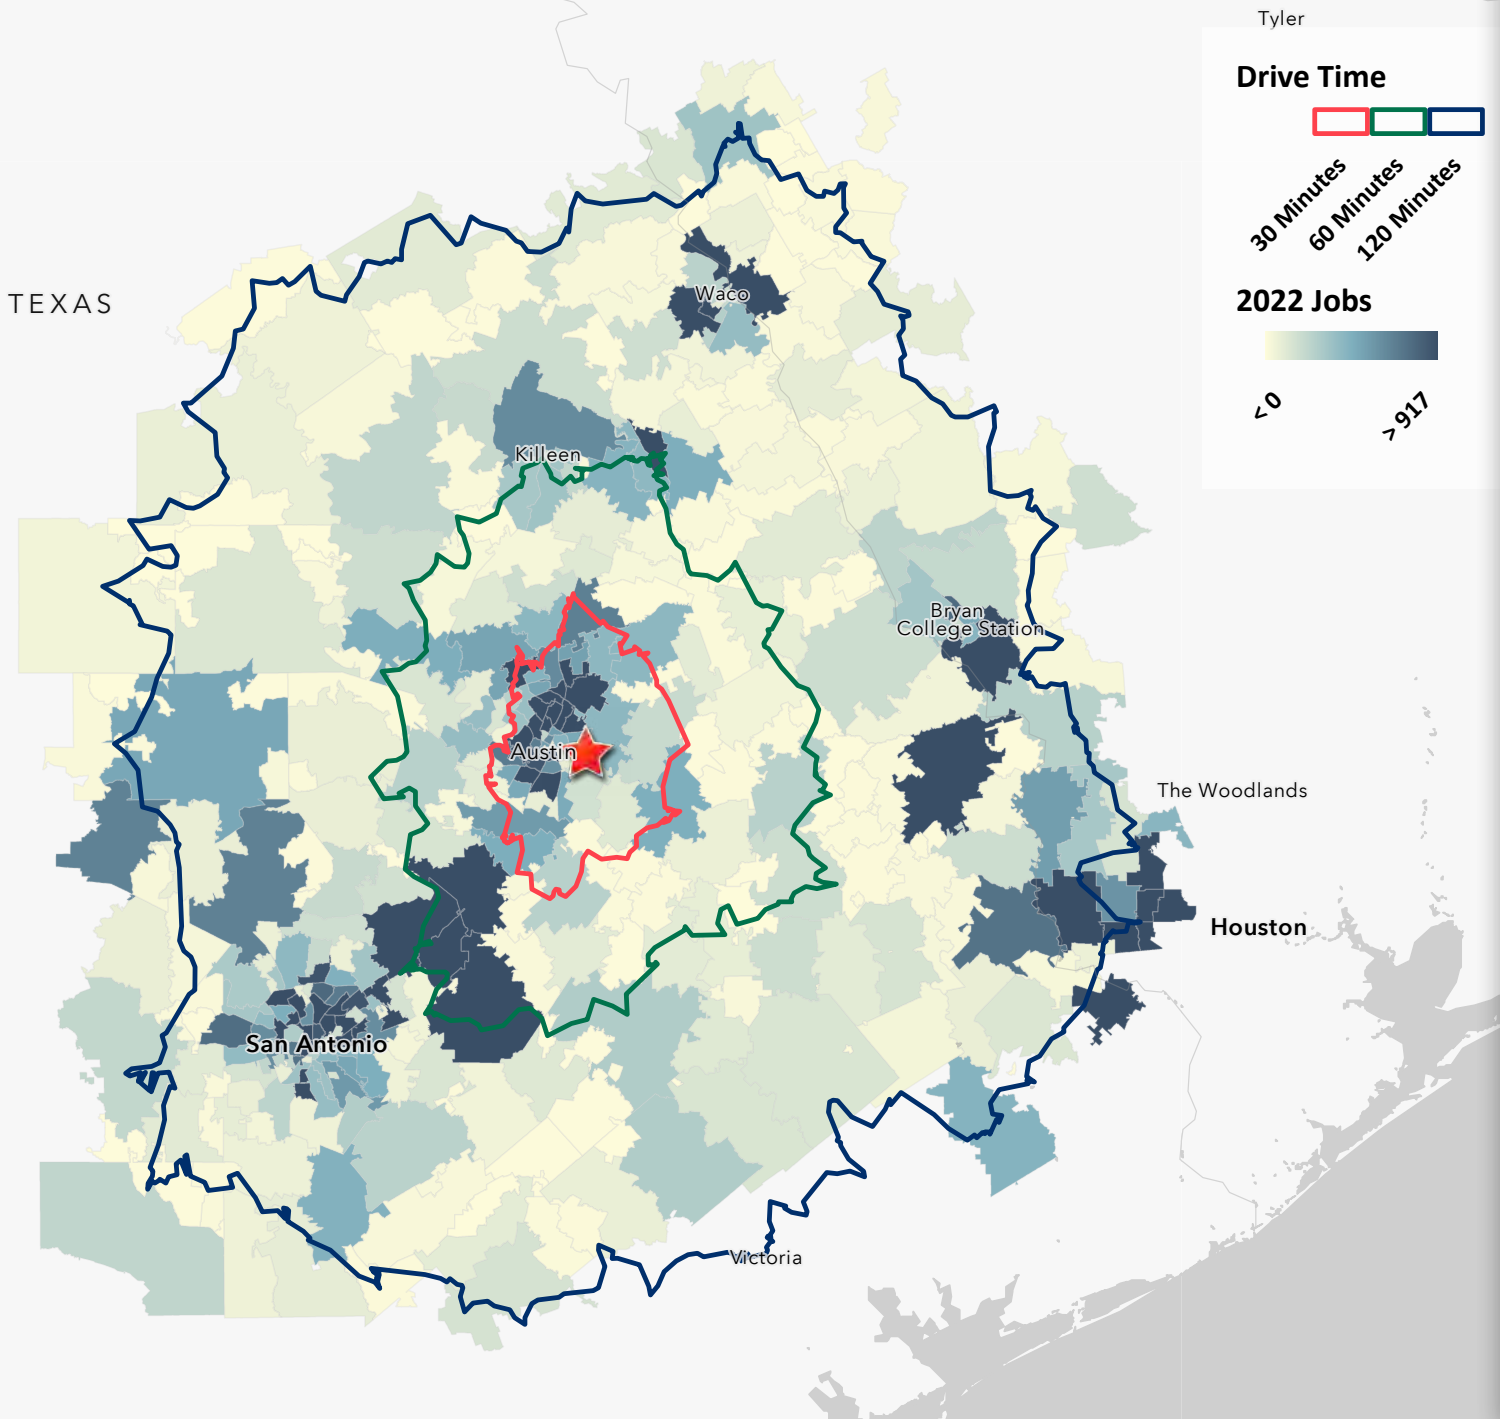 Tyler
Drive Time
30 Minutes
60 Minutes
120 Minutes
TEXAS
Waco
2022 Jobs
< 0
> 917
Killeen
Bryan
College Station
Austin
The Woodlands
Houston
San Antonio
Victoria